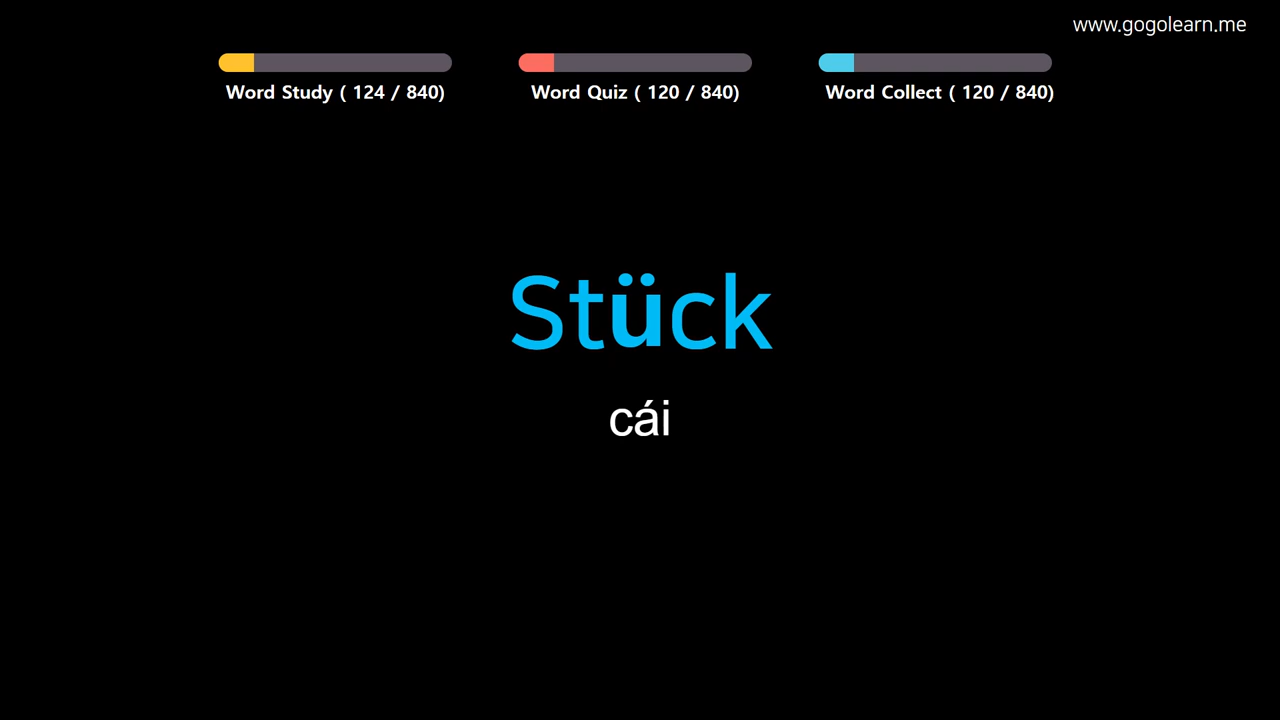 www.gogolearn.me
Word Study ( 124 / 840)
Word Quiz ( 120 / 840)
Word Collect ( 120 / 840)
Stück
cái